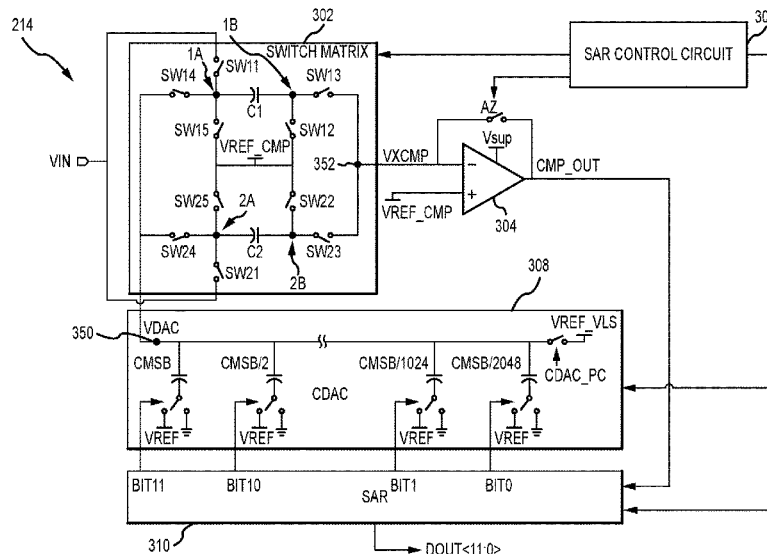 214
302
1B
SWITCH MATRIX
1A
SW11
SW14
SW13
C1
SW15
SW12
VREF_CMP
VIN
352
VXCMP
SW25
SW22
2A
C2
SW24
SW23
SW21
2B
SAR CONTROL CIRCUIT
AZ
Vsup
CMP_OUT
-
+
VREF_CMP
304
308
350
VDAC
VREF_VLS
CMSB
CMSB/2
CMSB/1024
CMSB/2048
CDAC
CDAC_PC
VREF
VREF
VREF
VREF
BIT11
BIT10
BIT1
BIT0
SAR
310
DOUT<11:0>